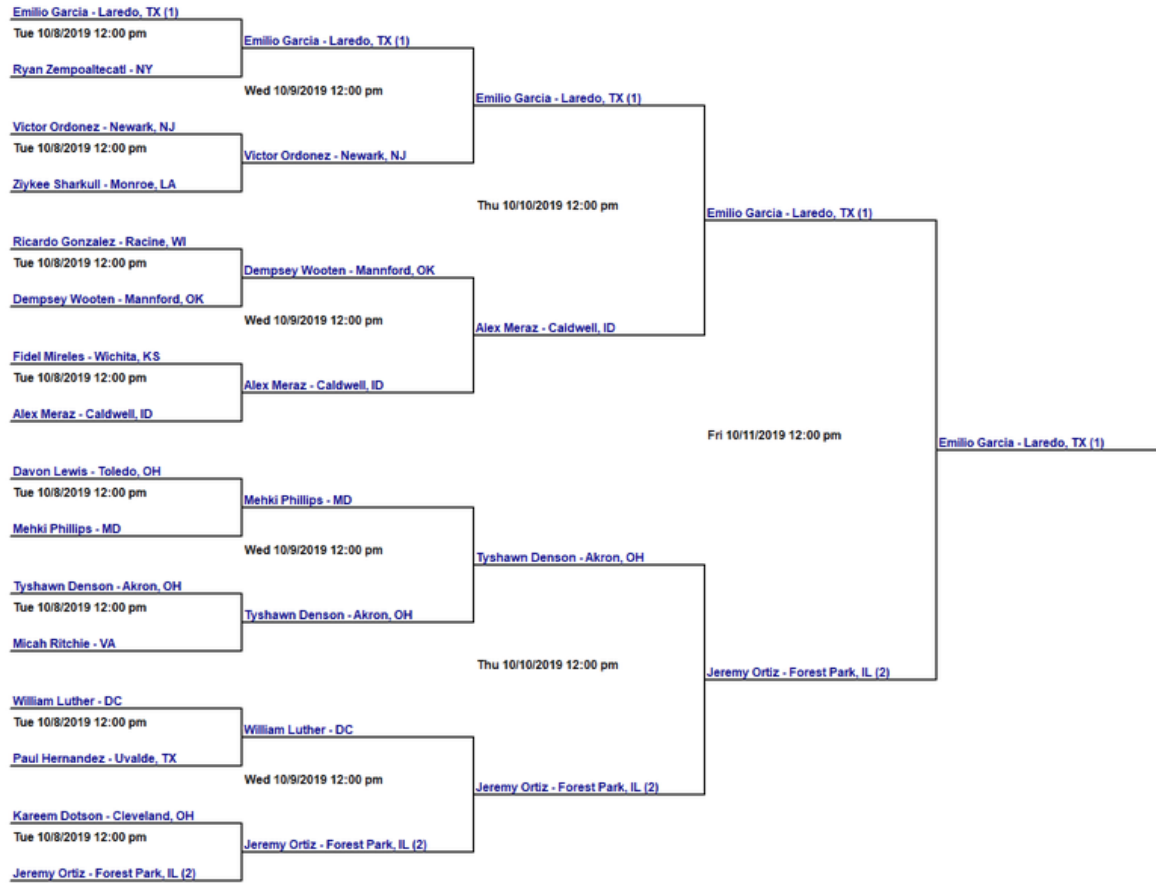 Emilio Garcia - Laredo, TX (1)
Tue 10/8/2019 12:00 pm
Ryan Zempoaltecatl - NY
Victor Ordonez - Newark, NJ
Tue 10/8/2019 12:00 pm
Ziykee Sharkull - Monroe, LA
Ricardo Gonzalez - Racine, WI
Tue 10/8/2019 12:00 pm
Dempsey Wooten - Mannford, OK
Fidel Mireles - Wichita, KS
Tue 10/8/2019 12:00 pm
Alex Meraz - Caldwell, ID
Davon Lewis - Toledo, OH
Tue 10/8/2019 12:00 pm
Mehki Phillips - MD
Tyshawn Denson - Akron, OH
Tue 10/8/2019 12:00 pm
Micah Ritchie - VA
William Luther - DC
Tue 10/8/2019 12:00 pm
Paul Hernandez - Uvalde, TX
Kareem Dotson - Cleveland, OH
Tue 10/8/2019 12:00 pm
Jeremy Ortiz - Forest Park, IL (2)
Emilio Garcia - Laredo, TX (1)
Wed 10/9/2019 12:00 pm
Victor Ordonez - Newark, NJ
Dempsey Wooten - Mannford, OK
Wed 10/9/2019 12:00 pm
Alex Meraz - Caldwell, ID
Mehki Phillips - MD
Wed 10/9/2019 12:00 pm
Tyshawn Denson - Akron, OH
William Luther - DC
Wed 10/9/2019 12:00 pm
Jeremy Ortiz - Forest Park, IL (2)
Emilio Garcia - Laredo, TX (1)
Thu 10/10/2019 12:00 pm
Alex Meraz - Caldwell, ID
Tyshawn Denson - Akron, OH
Thu 10/10/2019 12:00 pm
Jeremy Ortiz - Forest Park, IL (2)
Emilio Garcia - Laredo, TX (1)
Fri 10/11/2019 12:00 pm
Jeremy Ortiz - Forest Park, IL (2)
Emilio Garcia - Laredo, TX (1)